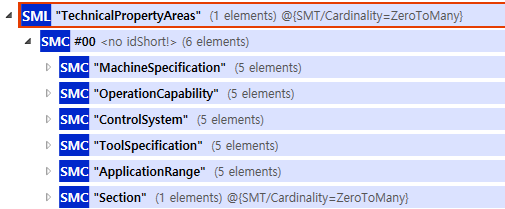 SML "TechnicalPropertyAreas" (1 elements) @{SMT/Cardinality=ZeroToMany}
SMC #00 <no idShort!> (6 elements)
SMC "MachineSpecification" (5 elements)
SMC "OperationCapability" (5 elements)
SMC "ControlSystem" (5 elements)
SMC "ToolSpecification" (5 elements)
SMC "ApplicationRange" (5 elements)
SMC "Section" (1 elements) @{SMT/Cardinality=ZeroToMany}